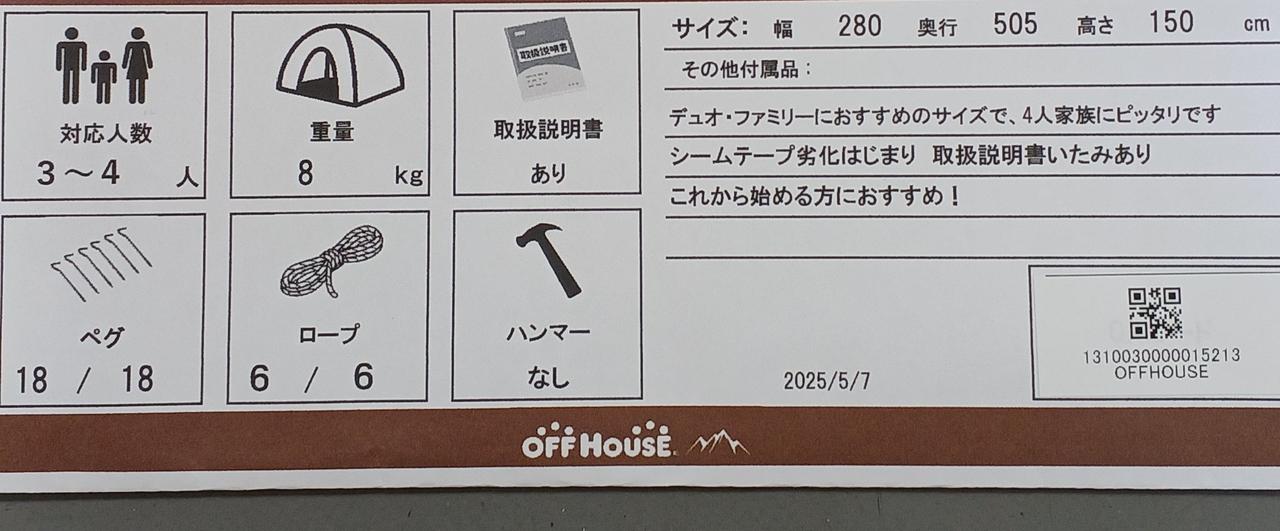 対応人数
3～4 人
重量
8 kg
取扱説明書
取扱説明書
あり
ペグ
18 / 18
ロープ
6 / 6
ハンマー
なし
サイズ： 幅 280 奥行 505 高さ 150 cm
その他付属品：
デュオ・ファミリーにおすすめのサイズで、4人家族にピッタリです
シームテープ劣化はじまり 取扱説明書いたみあり
これから始める方におすすめ！
2025/5/7
1310030000015213
OFFHOUSE
OFF HOUSE